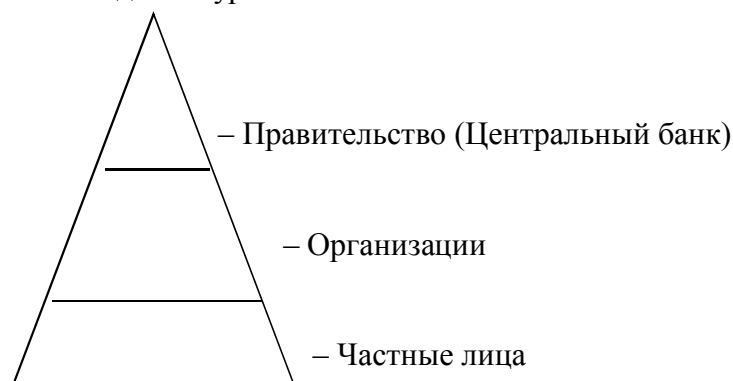 – Правительство (Центральный банк)
– Организации
– Частные лица